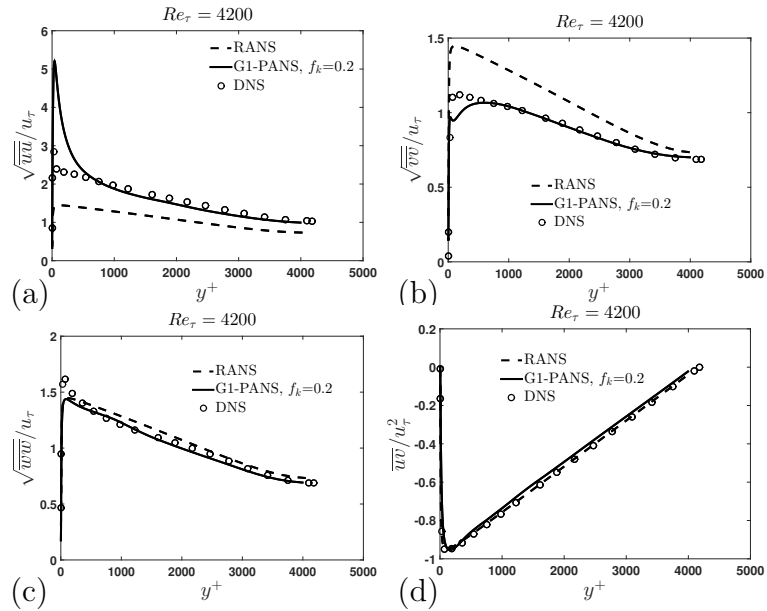 Re_τ = 4200
√uu/u_τ
6
5
4
3
2
1
0
0 1000 2000 3000 4000 5000
y⁺
RANS
G1-PANS, f_k=0.2
DNS
(a)
Re_τ = 4200
√vv/u_τ
1.5
1
0.5
0
0 1000 2000 3000 4000 5000
y⁺
RANS
G1-PANS, f_k=0.2
DNS
(b)
Re_τ = 4200
√ww/u_τ
2
1.5
1
0.5
0
0 1000 2000 3000 4000 5000
y⁺
RANS
G1-PANS, f_k=0.2
DNS
(c)
Re_τ = 4200
uv/u_τ²
0.2
0
-0.2
-0.4
-0.6
-0.8
-1
0 1000 2000 3000 4000 5000
y⁺
RANS
G1-PANS, f_k=0.2
DNS
(d)